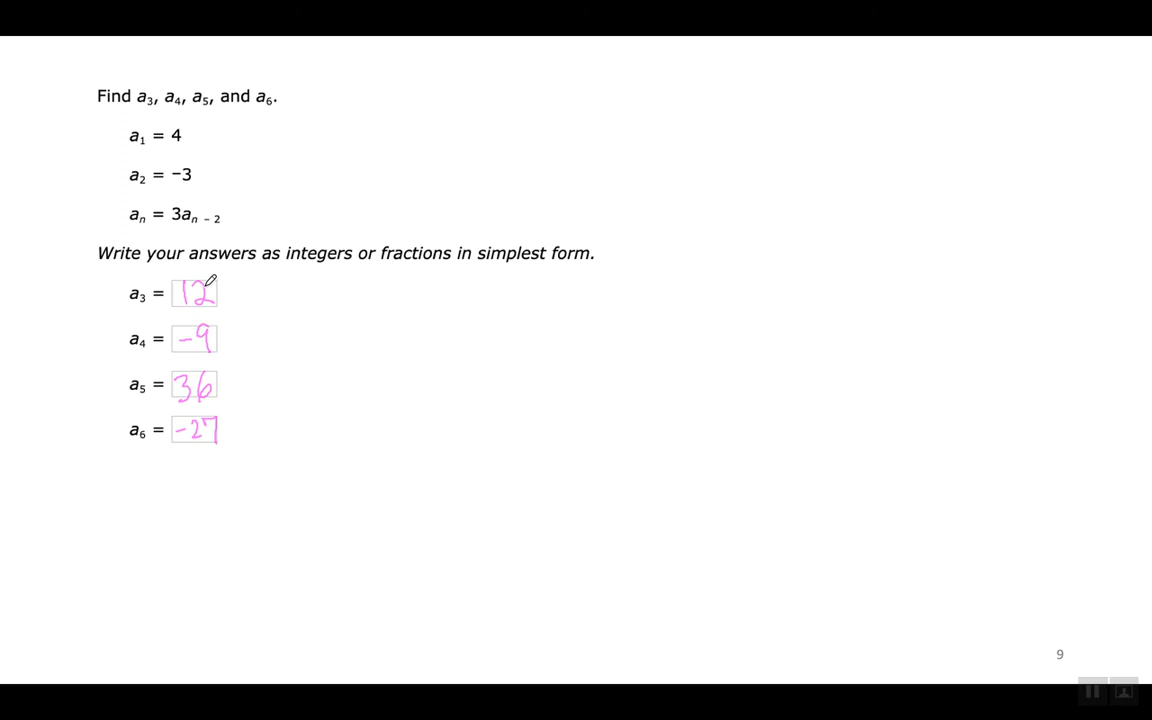 Find a₃, a₄, a₅, and a₆.
a₁ = 4
a₂ = −3
aₙ = 3aₙ₋₂
Write your answers as integers or fractions in simplest form.
a₃ = 12
a₄ = -9
a₅ = 36
a₆ = -27
9